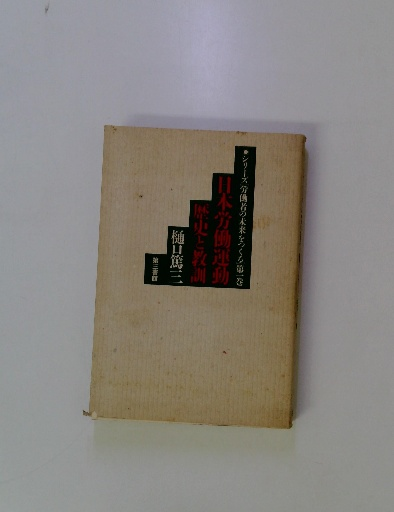 ●シリーズ/労働者の未来をつくる/第一巻
日本労働運動
歴史と教訓
樋口篤三
第三書館